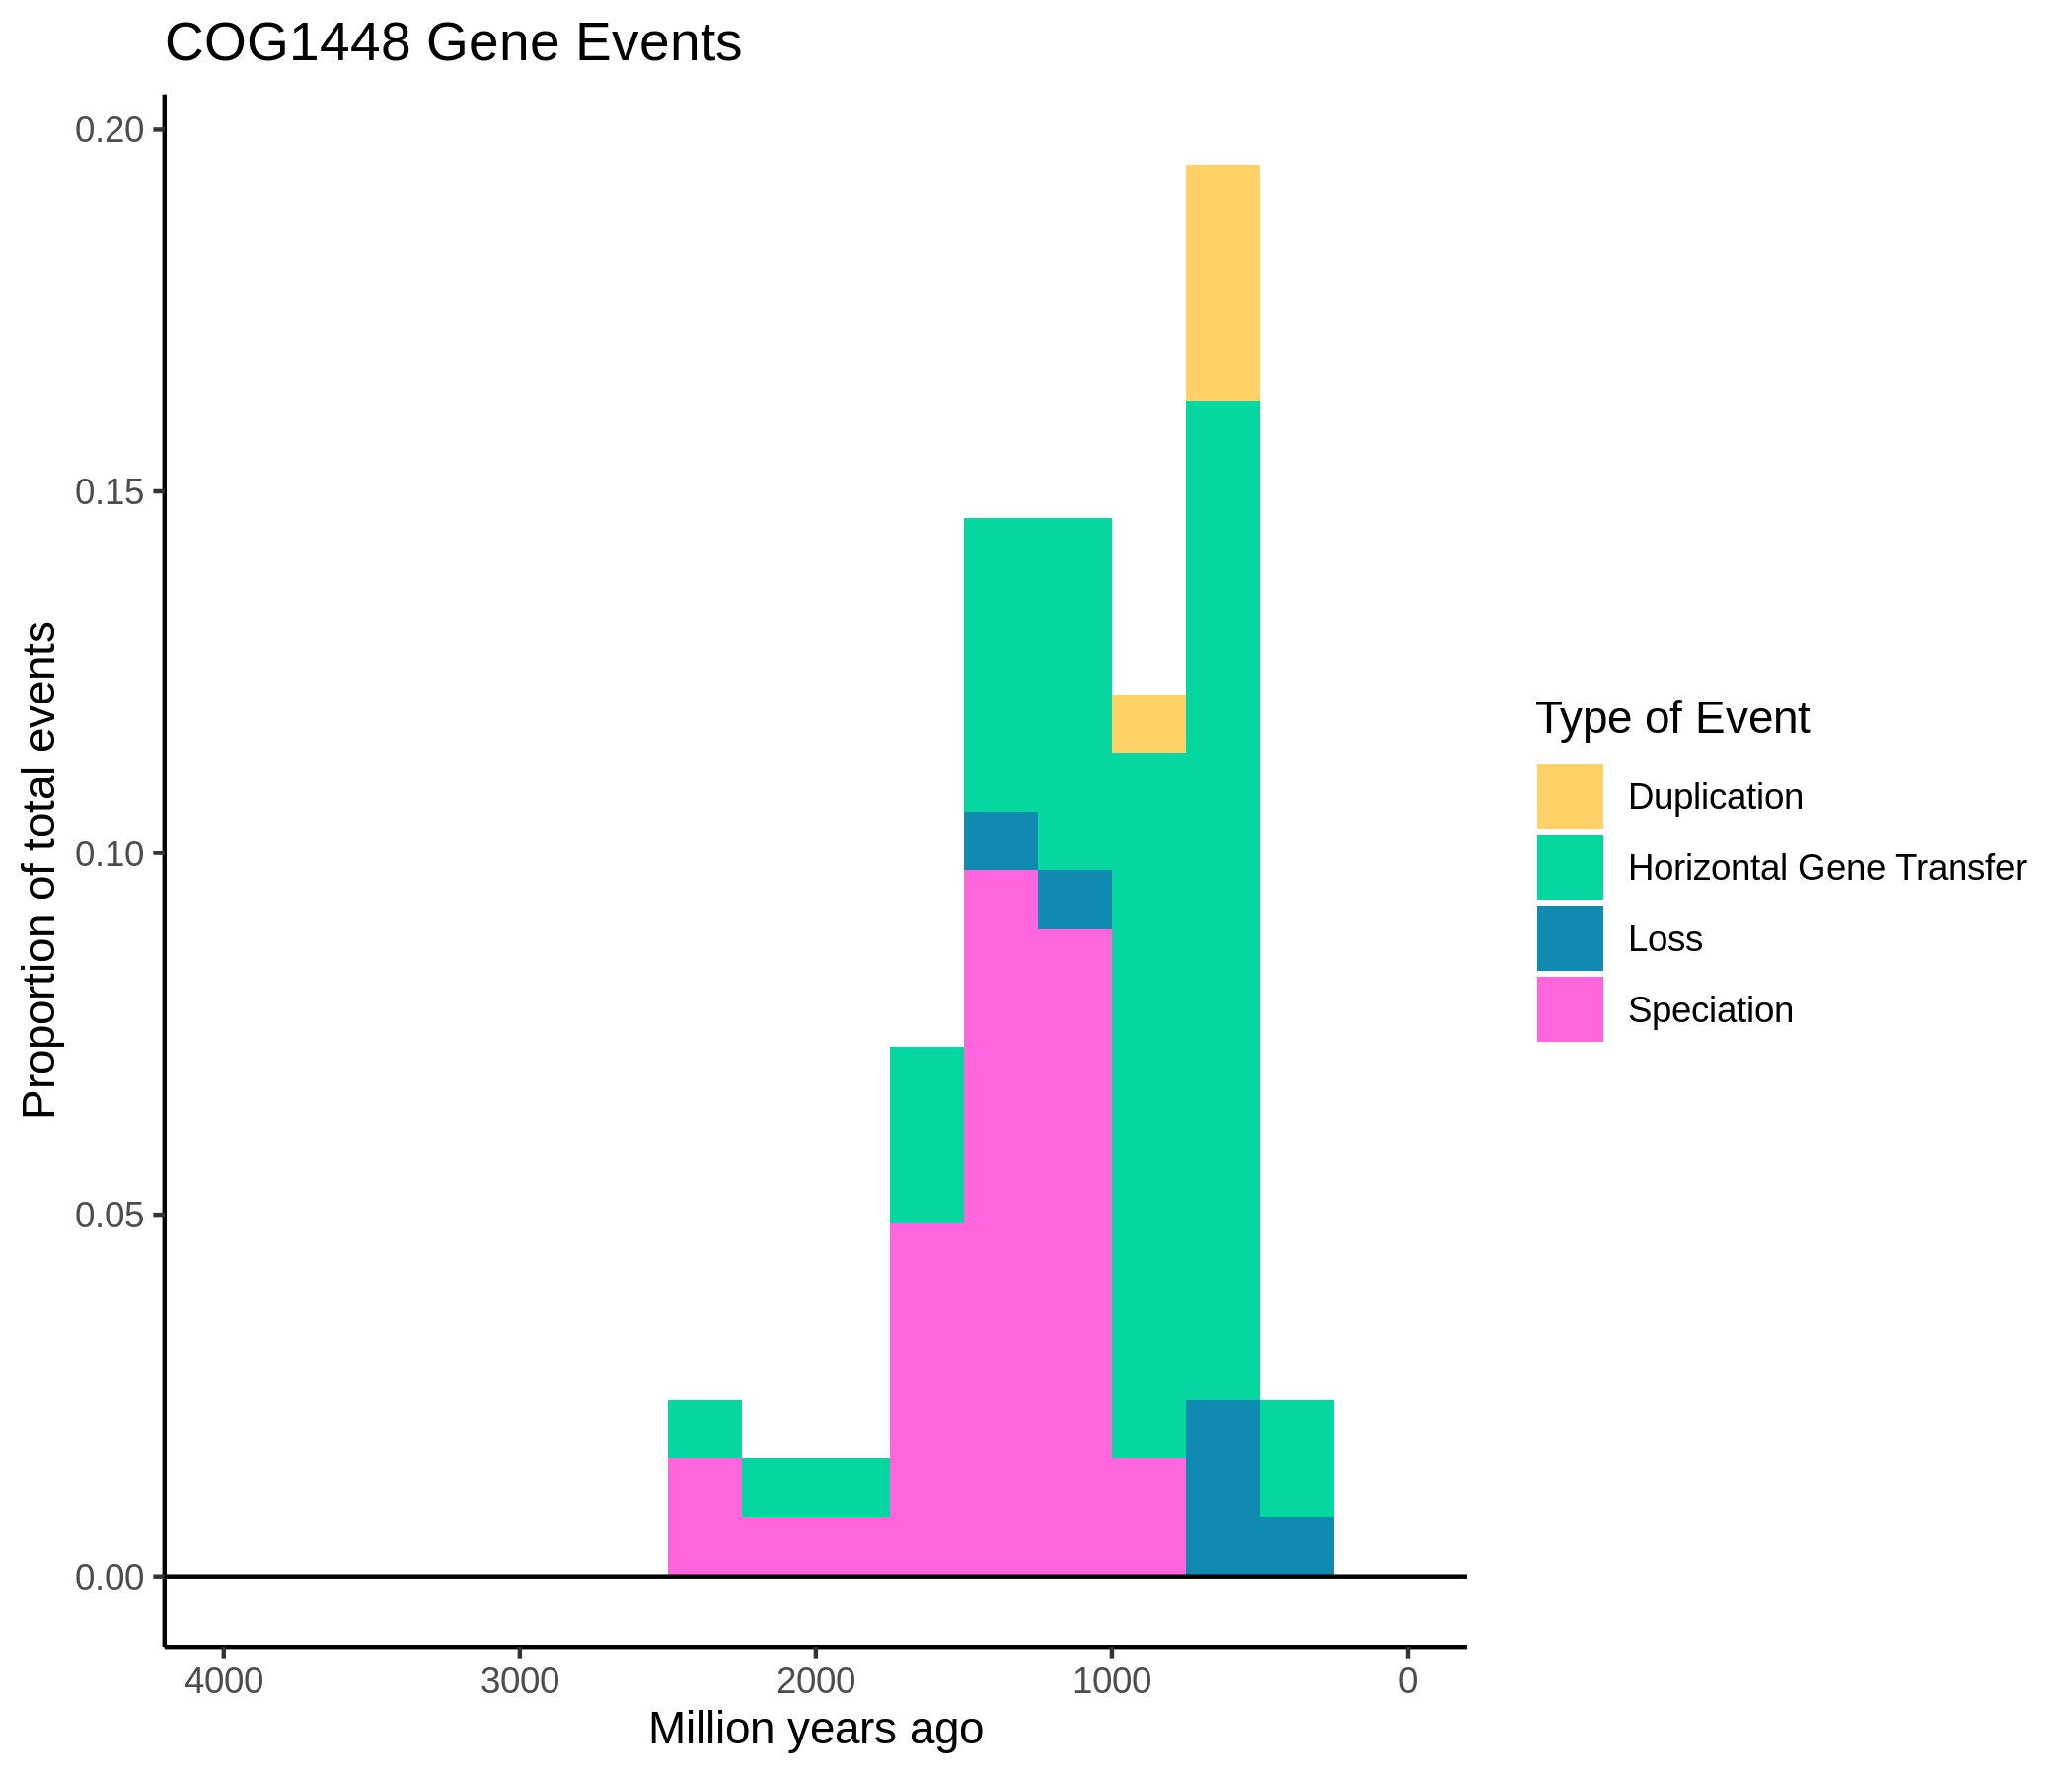 COG1448 Gene Events
Proportion of total events
0.20
0.15
0.10
0.05
0.00
4000 3000 2000 1000 0
Million years ago
Type of Event
Duplication
Horizontal Gene Transfer
Loss
Speciation